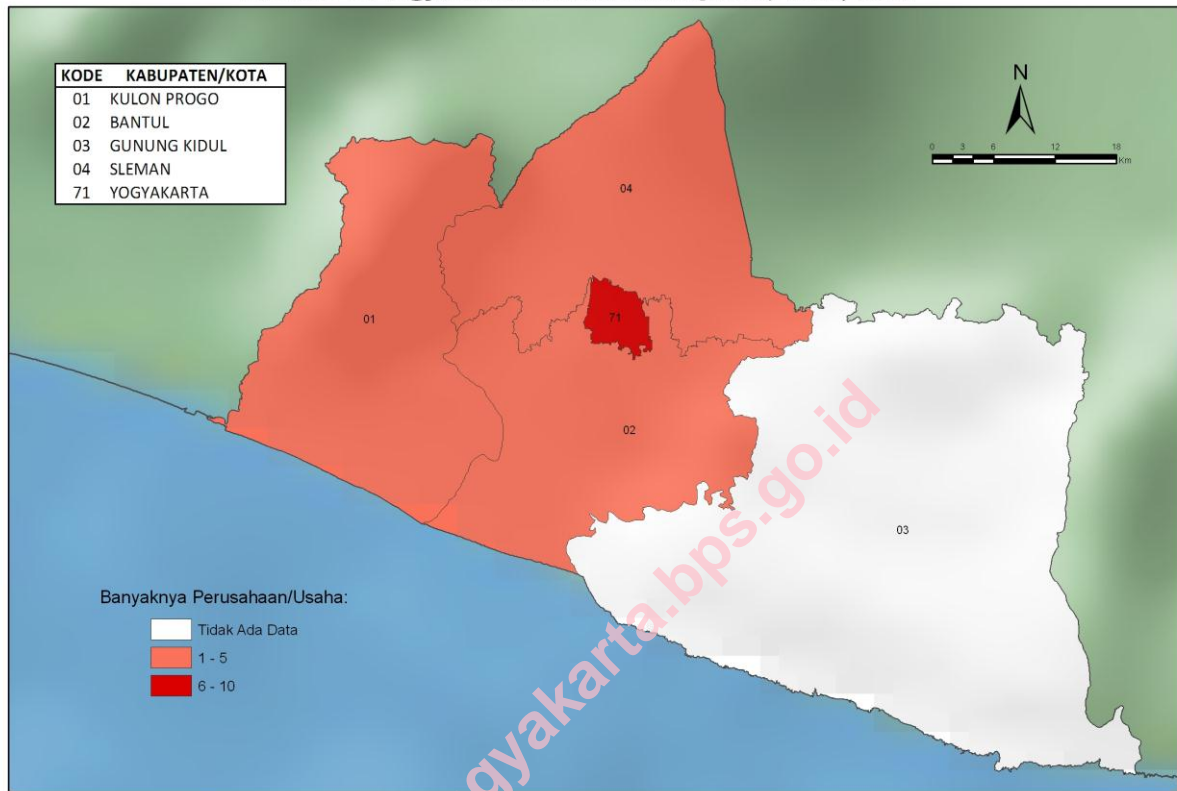 KODE KABUPATEN/KOTA
01 KULON PROGO
02 BANTUL
03 GUNUNG KIDUL
04 SLEMAN
71 YOGYAKARTA
N
0 3 6 12 18
Km
04
71
01
02
03
Banyaknya Perusahaan/Usaha:
Tidak Ada Data
1 - 5
6 - 10
gyakarta.bps.go.id